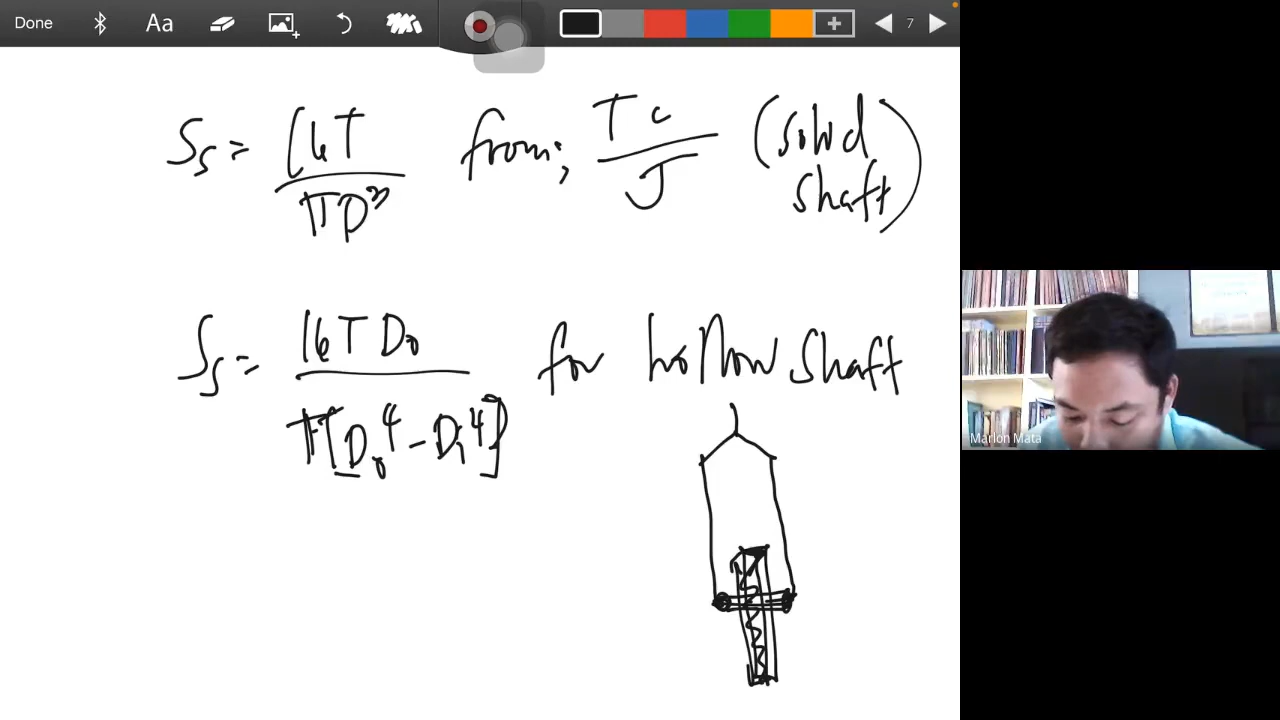 Done Aa 7
Ss = 16T / πD³ from; Tc / J (solid shaft)
Ss = 16TDo / π[Do⁴ - Di⁴] for hollow shaft
Marlon Mata